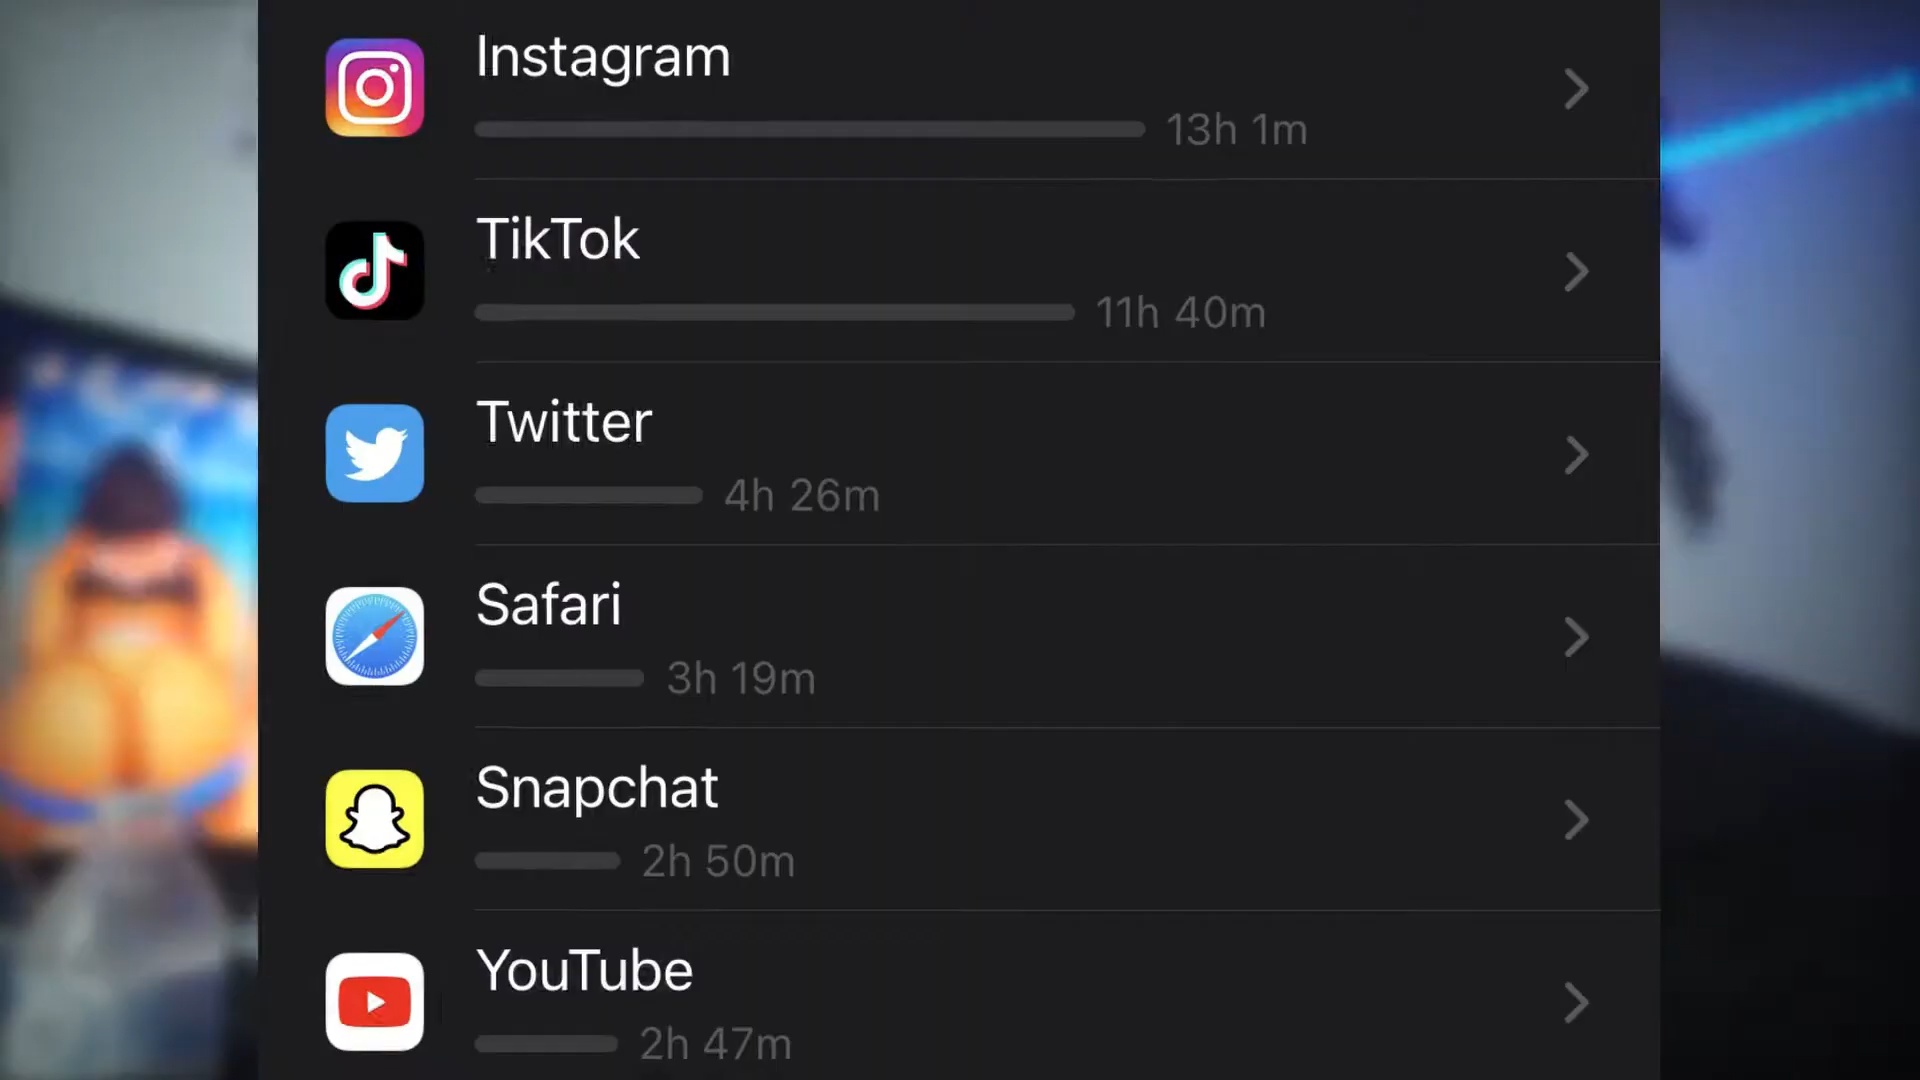 Instagram
13h 1m
TikTok
11h 40m
Twitter
4h 26m
Safari
3h 19m
Snapchat
2h 50m
YouTube
2h 47m